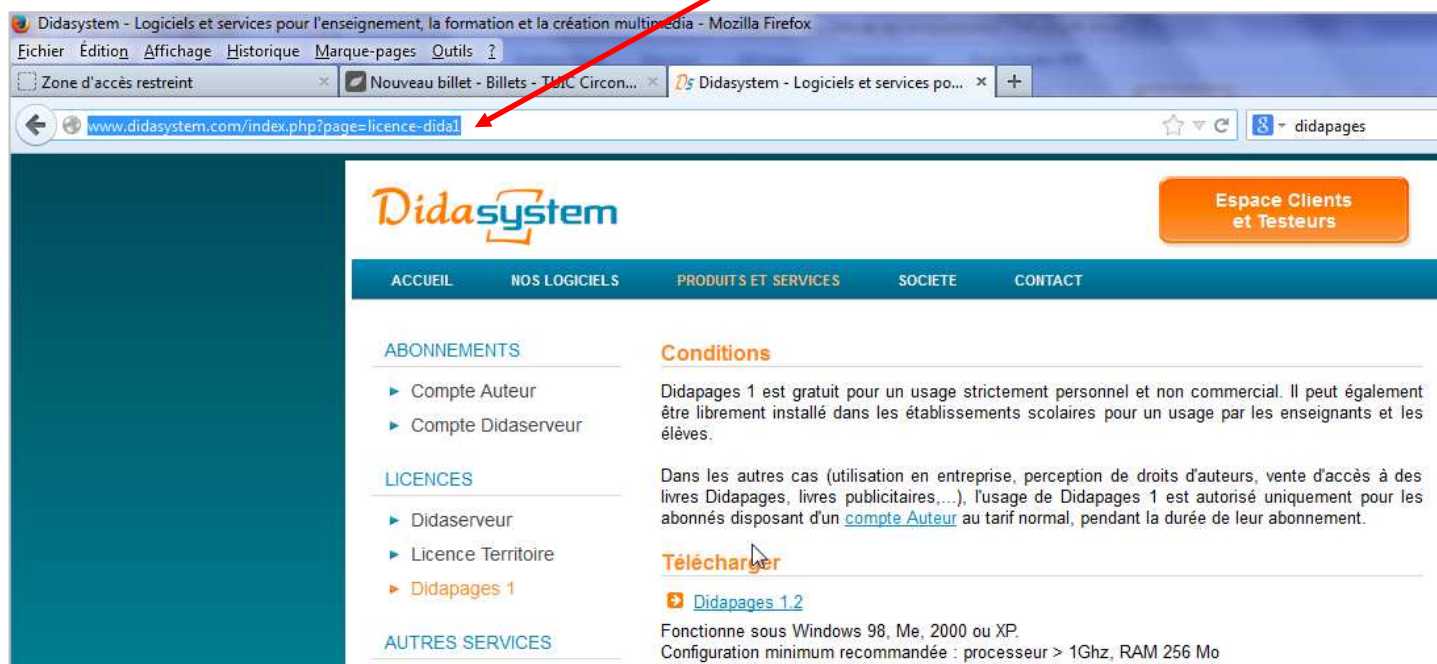 Didasystem - Logiciels et services pour l'enseignement, la formation et la création multimedia - Mozilla Firefox
Fichier Édition Affichage Historique Marque-pages Outils ?
Zone d'accès restreint × Nouveau billet - Billets - TUIC Circon... × Ds Didasystem - Logiciels et services po... × +
www.didasystem.com/index.php?page=licence-dida1 8 didapages
Didasystem
Espace Clients
et Testeurs
ACCUEIL NOS LOGICIELS PRODUITS ET SERVICES SOCIETE CONTACT
ABONNEMENTS
Compte Auteur
Compte Didaserveur
LICENCES
Didaserveur
Licence Territoire
Didapages 1
AUTRES SERVICES
Conditions
Didapages 1 est gratuit pour un usage strictement personnel et non commercial. Il peut également
être librement installé dans les établissements scolaires pour un usage par les enseignants et les
élèves.
Dans les autres cas (utilisation en entreprise, perception de droits d'auteurs, vente d'accès à des
livres Didapages, livres publicitaires,...), l'usage de Didapages 1 est autorisé uniquement pour les
abonnés disposant d'un compte Auteur au tarif normal, pendant la durée de leur abonnement.
Télécharger
Didapages 1.2
Fonctionne sous Windows 98, Me, 2000 ou XP.
Configuration minimum recommandée : processeur > 1Ghz, RAM 256 Mo